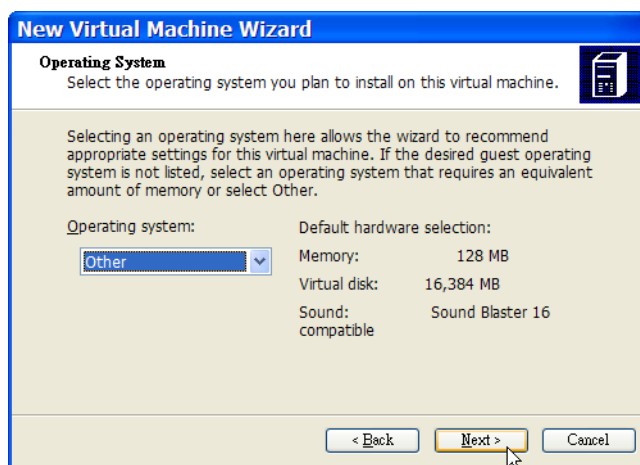 New Virtual Machine Wizard
Operating System
Select the operating system you plan to install on this virtual machine.
Selecting an operating system here allows the wizard to recommend
appropriate settings for this virtual machine. If the desired guest operating
system is not listed, select an operating system that requires an equivalent
amount of memory or select Other.
Operating system:
Other
Default hardware selection:
Memory: 128 MB
Virtual disk: 16,384 MB
Sound: Sound Blaster 16
compatible
< Back Next > Cancel